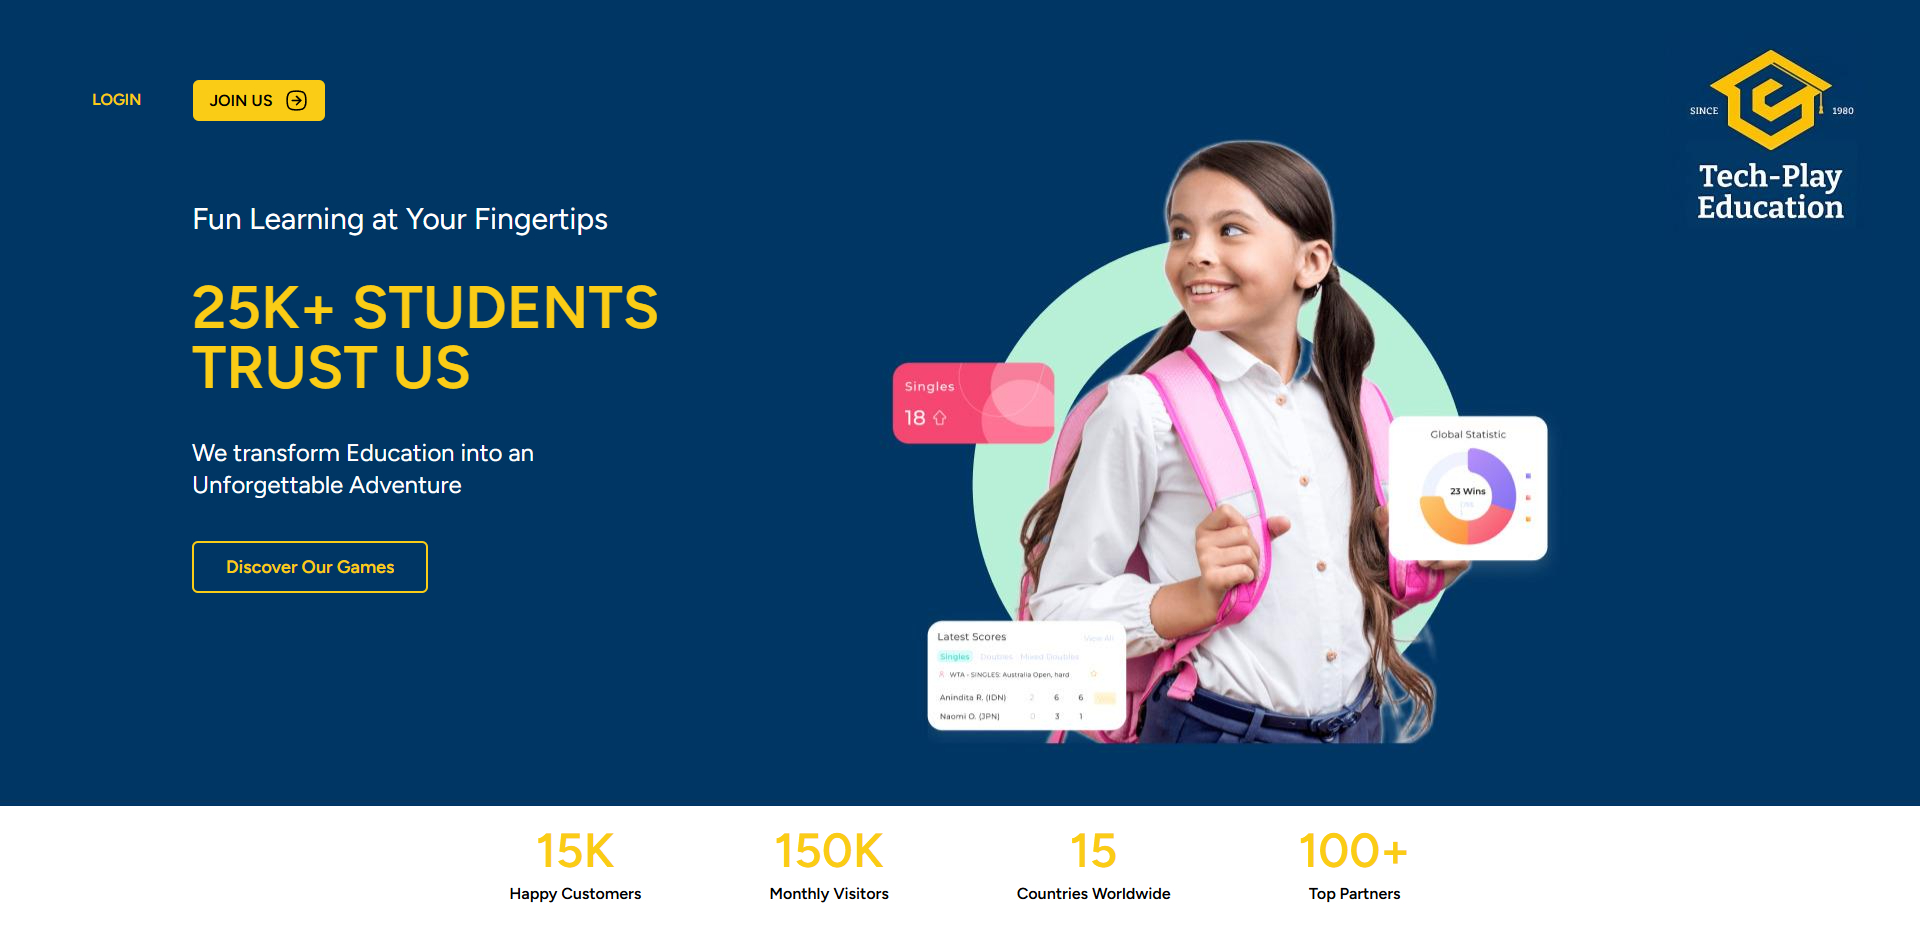 LOGIN
JOIN US
SINCE 1980
Tech-Play
Education
Fun Learning at Your Fingertips
25K+ STUDENTS
TRUST US
We transform Education into an
Unforgettable Adventure
Discover Our Games
Singles
18
Global Statistic
23 Wins
Latest Scores View All
Singles Doubles Mixed Doubles
WTA - SINGLES: Australia Open, hard
Anindita R. (IDN) 2 6 6
Naomi O. (JPN) 0 3 1
15K
Happy Customers
150K
Monthly Visitors
15
Countries Worldwide
100+
Top Partners